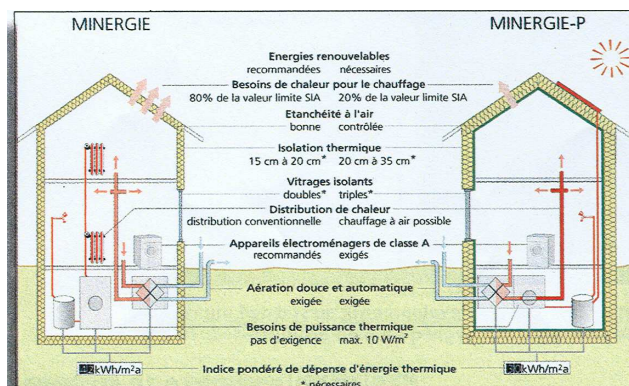 MINERGIE MINERGIE-P
Energies renouvelables
recommandées nécessaires
Besoins de chaleur pour le chauffage
80% de la valeur limite SIA 20% de la valeur limite SIA
Etanchéité à l'air
bonne contrôlée
Isolation thermique
15 cm à 20 cm* 20 cm à 35 cm*
Vitrages isolants
doubles* triples*
Distribution de chaleur
distribution conventionnelle chauffage à air possible
Appareils électroménagers de classe A
recommandés exigés
Aération douce et automatique
exigée exigée
Besoins de puissance thermique
pas d'exigence max. 10 W/m²
Indice pondéré de dépense d'énergie thermique
42kWh/m²a 30kWh/m²a
* nécessaires